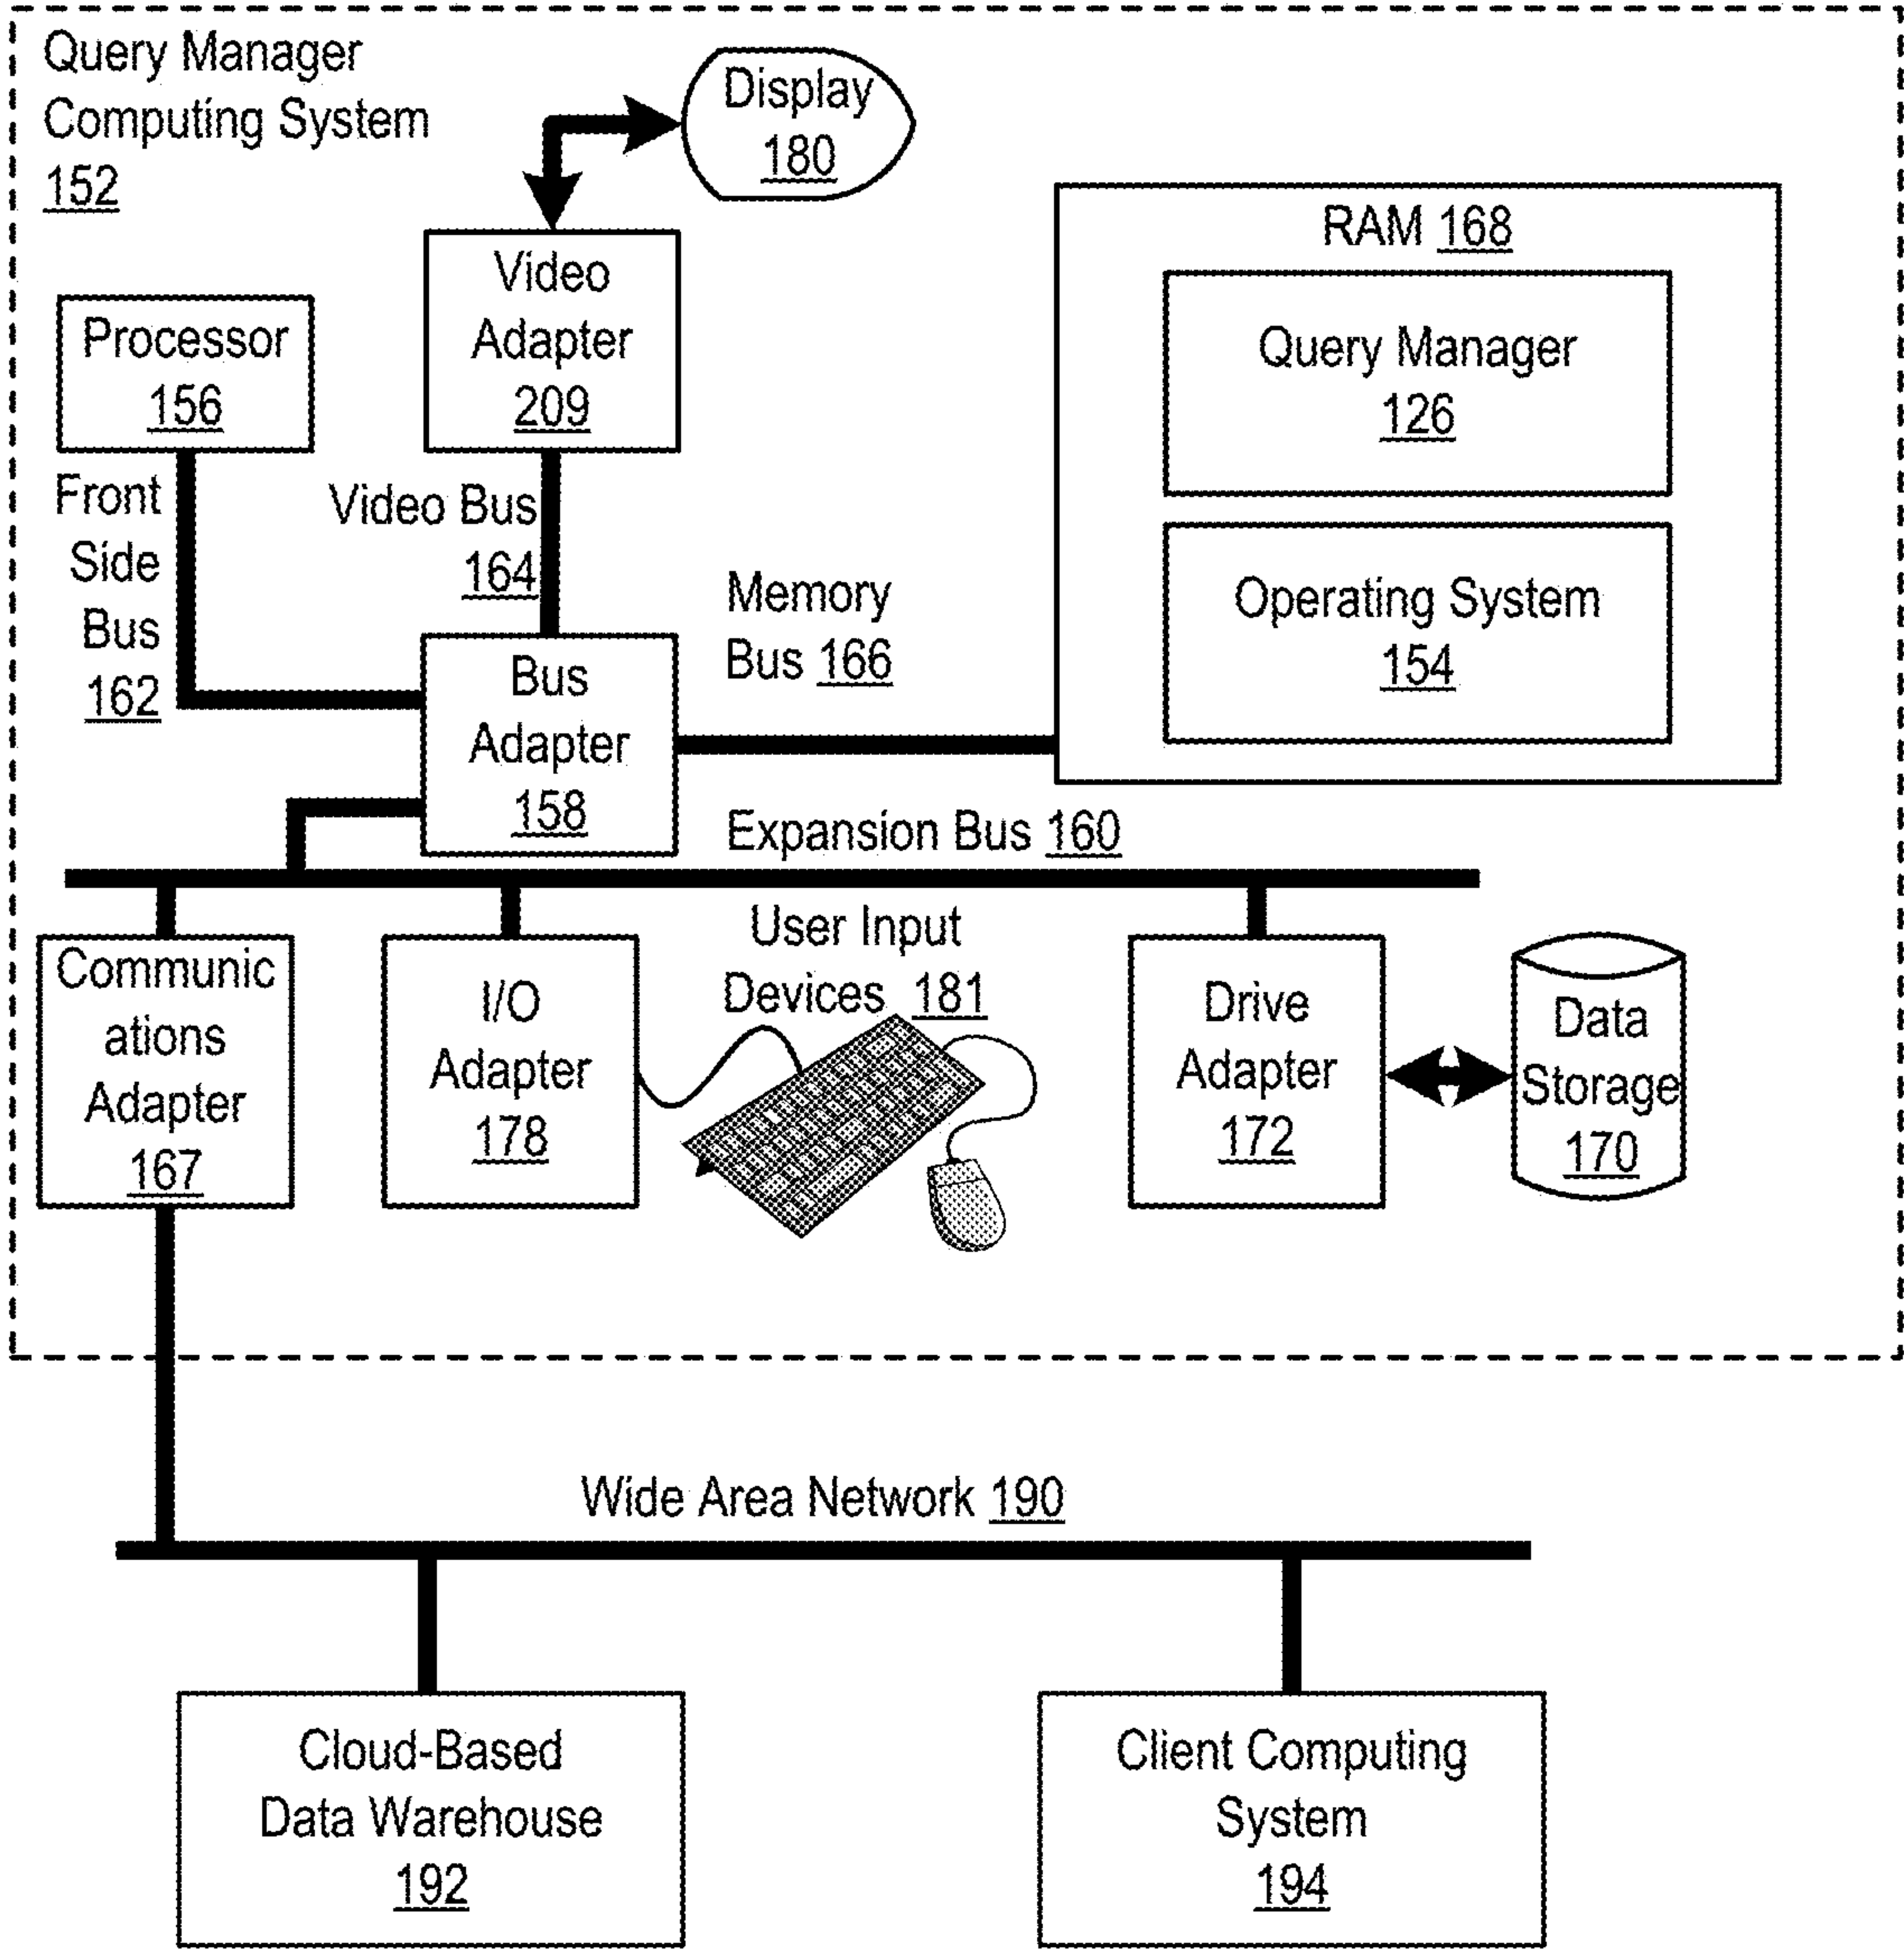 Query Manager
Computing System
152
Display
180
Video
Adapter
209
RAM 168
Query Manager
126
Operating System
154
Processor
156
Front
Side
Bus
162
Video Bus
164
Memory
Bus 166
Bus
Adapter
158
Expansion Bus 160
Communic
ations
Adapter
167
I/O
Adapter
178
User Input
Devices 181
Drive
Adapter
172
Data
Storage
170
Wide Area Network 190
Cloud-Based
Data Warehouse
192
Client Computing
System
194